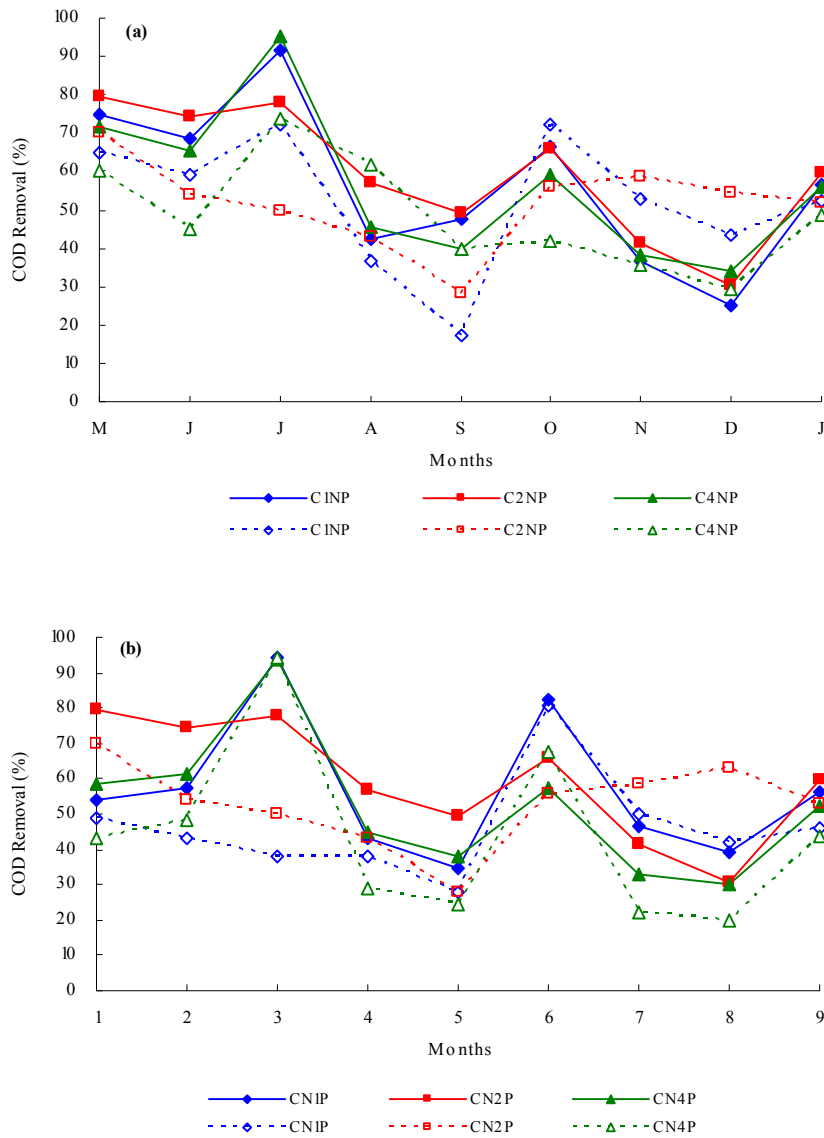 (a)
100
90
80
70
60
50
40
30
20
10
0
COD Removal (%)
M J J A S O N D J
Months
C1NP C2NP C4NP
C1NP C2NP C4NP
(b)
100
90
80
70
60
50
40
30
20
10
0
COD Removal (%)
1 2 3 4 5 6 7 8 9
Months
CN1P CN2P CN4P
CN1P CN2P CN4P